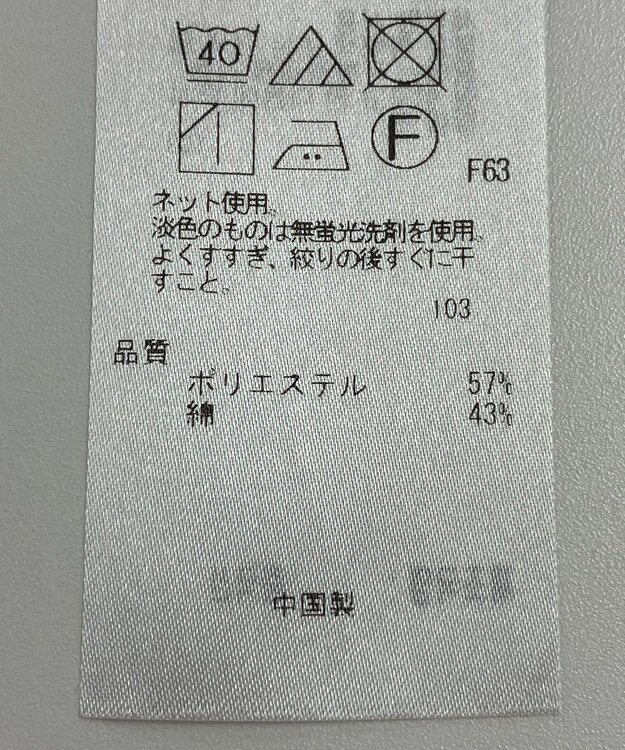 40
F
F63
ネット使用。
淡色のものは無蛍光洗剤を使用。
よくすすぎ、絞りの後すぐに干
すこと。
103
品質
ポリエステル 57%
綿 43%
中国製